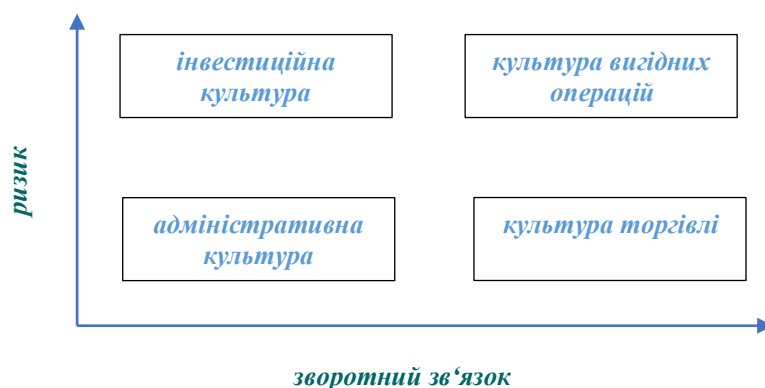 інвестиційна
культура
культура вигідних
операцій
ризик
адміністративна
культура
культура торгівлі
зворотний зв‘язок